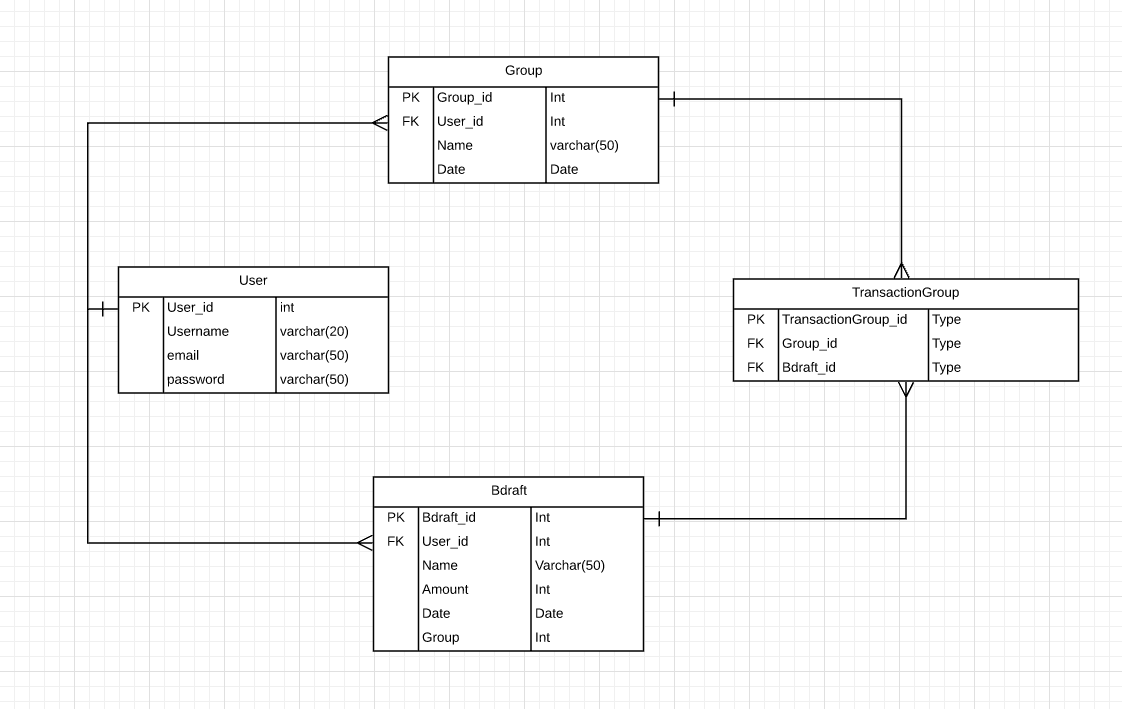 Group
PK Group_id Int
FK User_id Int
Name varchar(50)
Date Date
User
PK User_id int
Username varchar(20)
email varchar(50)
password varchar(50)
TransactionGroup
PK TransactionGroup_id Type
FK Group_id Type
FK Bdraft_id Type
Bdraft
PK Bdraft_id Int
FK User_id Int
Name Varchar(50)
Amount Int
Date Date
Group Int